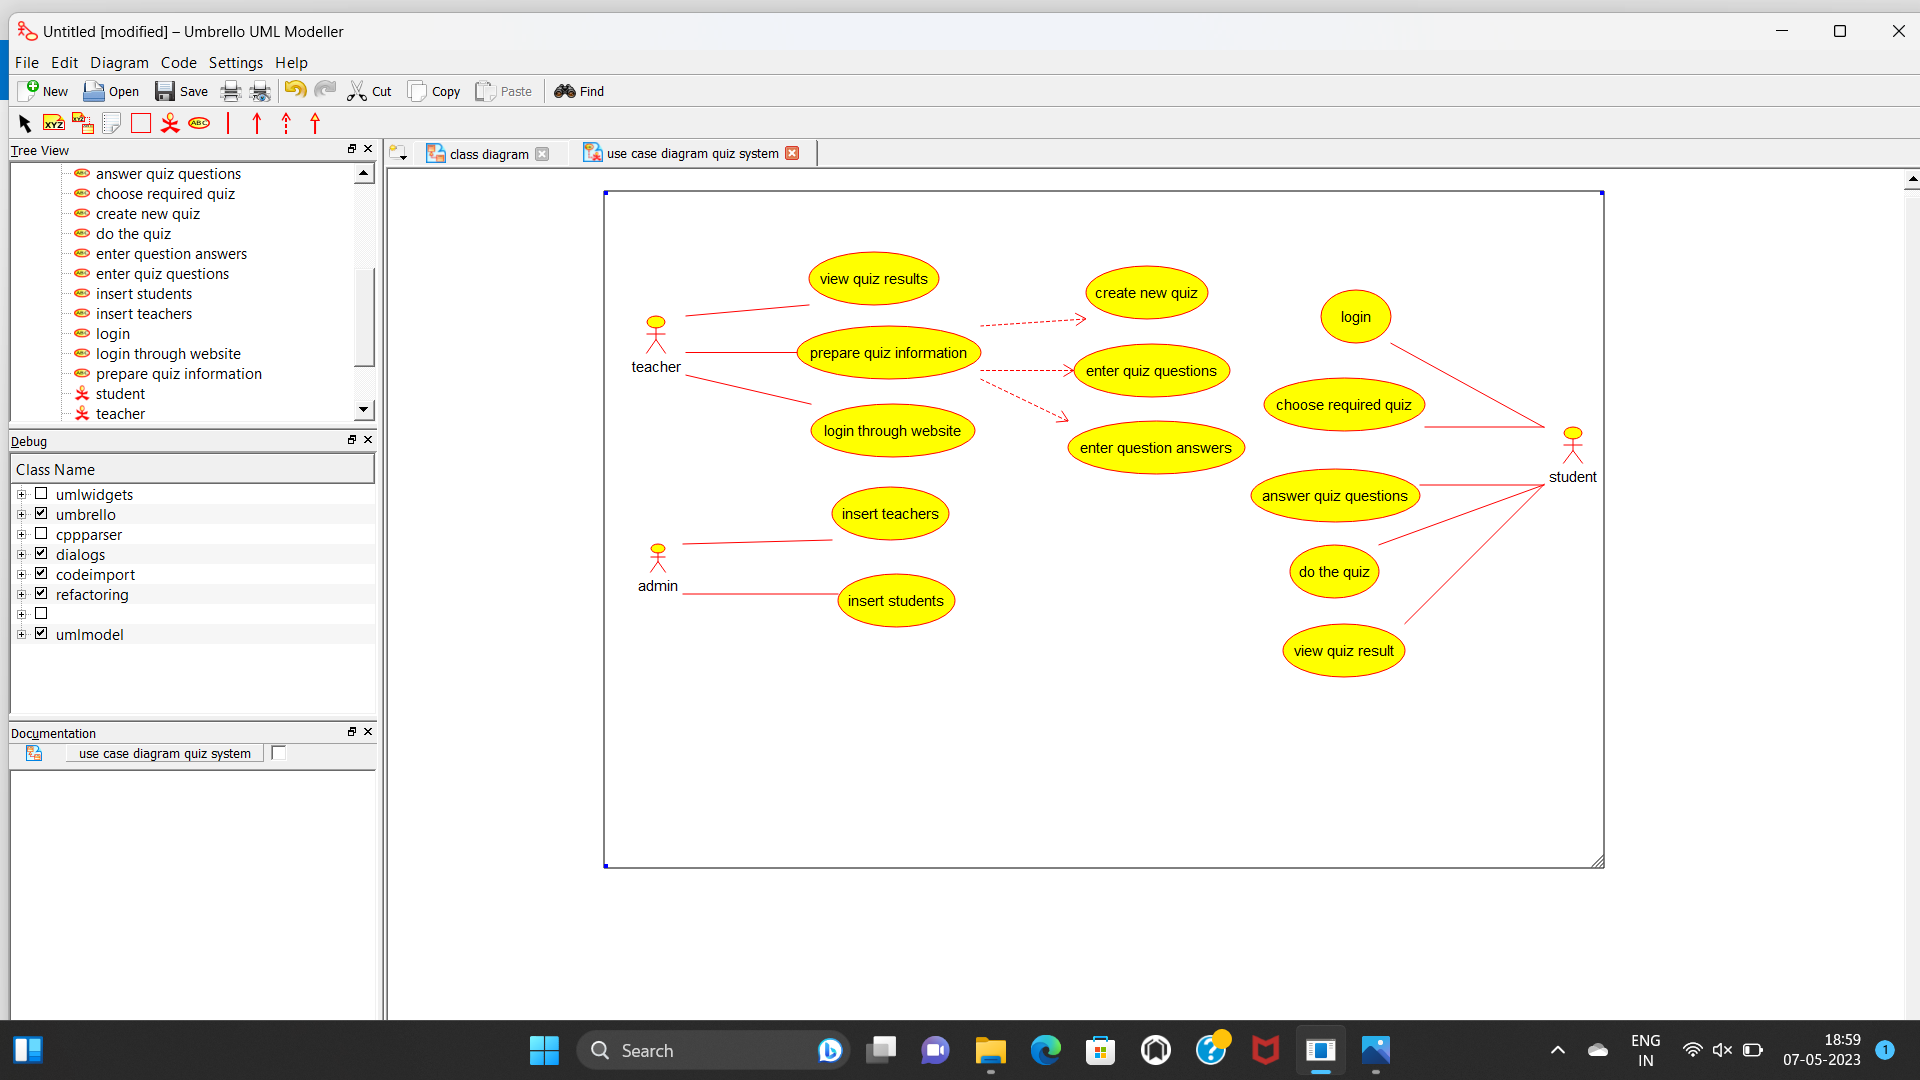 Untitled [modified] – Umbrello UML Modeller
File Edit Diagram Code Settings Help
New Open Save Cut Copy Paste Find
XYZ XYZ ABC
Tree View
answer quiz questions
choose required quiz
create new quiz
do the quiz
enter question answers
enter quiz questions
insert students
insert teachers
login
login through website
prepare quiz information
student
teacher
Debug
Class Name
umlwidgets
umbrello
cppparser
dialogs
codeimport
refactoring
umlmodel
Documentation
use case diagram quiz system
class diagram
use case diagram quiz system
view quiz results
create new quiz
login
prepare quiz information
teacher
enter quiz questions
choose required quiz
login through website
enter question answers
student
answer quiz questions
insert teachers
do the quiz
admin
insert students
view quiz result
Search
ENG
IN
18:59
07-05-2023
1